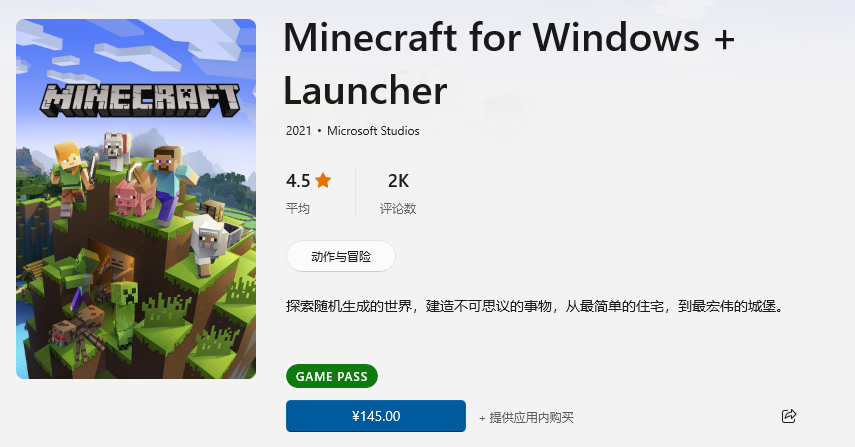 MINECRAFT
Minecraft for Windows +
Launcher
2021 • Microsoft Studios
4.5
2K
平均
评论数
动作与冒险
探索随机生成的世界，建造不可思议的事物，从最简单的住宅，到最宏伟的城堡。
GAME PASS
¥145.00
+ 提供应用内购买